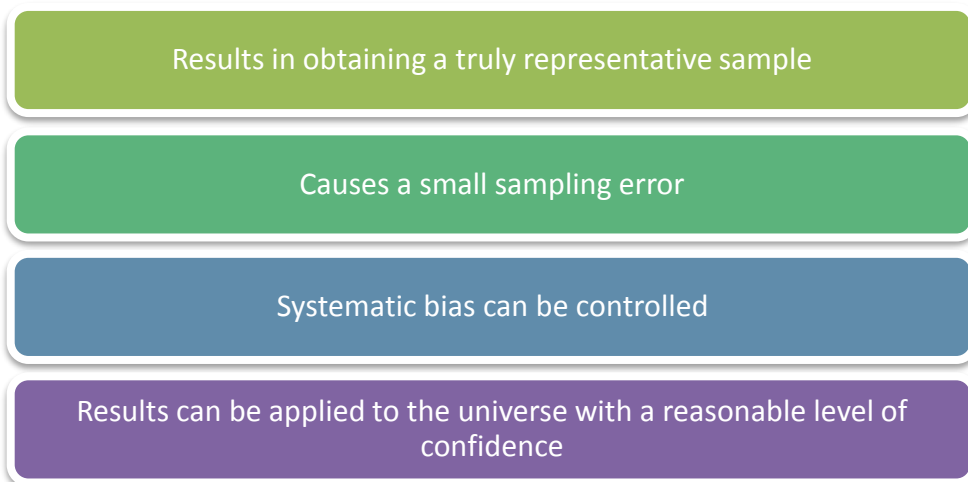 Results in obtaining a truly representative sample
Causes a small sampling error
Systematic bias can be controlled
Results can be applied to the universe with a reasonable level of
confidence